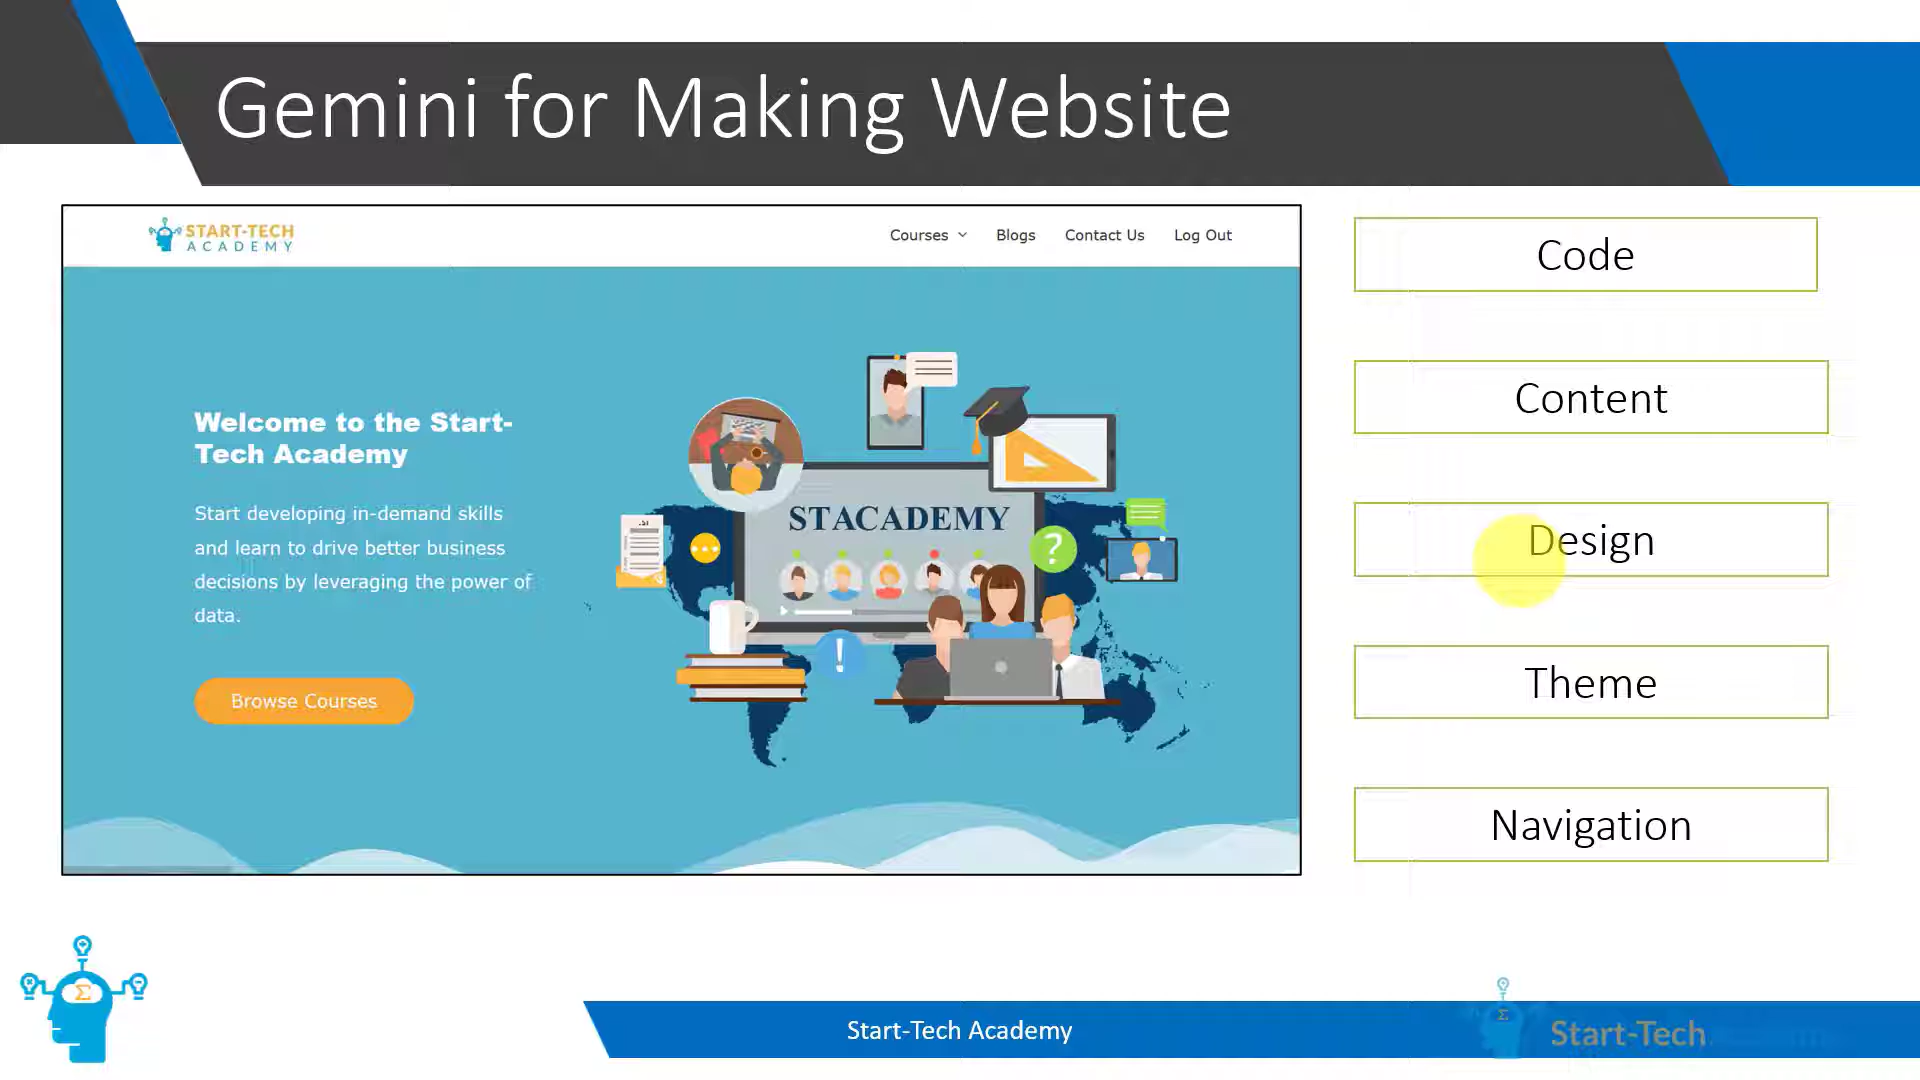 Gemini for Making Website
START-TECH
ACADEMY
Courses Blogs Contact Us Log Out
Welcome to the Start-
Tech Academy
Start developing in-demand skills
and learn to drive better business
decisions by leveraging the power of
data.
Browse Courses
STACADEMY
?
!
Code
Content
Design
Theme
Navigation
Σ
Start-Tech Academy
Σ
Start-Tech